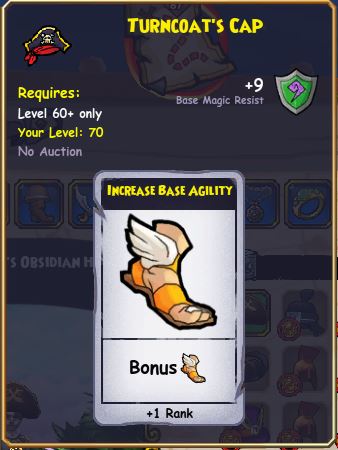 TURNCOAT'S CAP
+9
Base Magic Resist
Requires:
Level 60+ only
Your Level: 70
No Auction
INCREASE BASE AGILITY
'S OBSIDIAN H
Bonus
+1 Rank